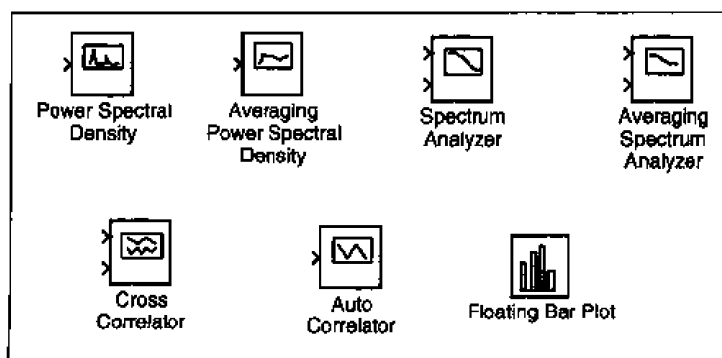 Power Spectral
Density
Averaging
Power Spectral
Density
Spectrum
Analyzer
Averaging
Spectrum
Analyzer
Cross
Correlator
Auto
Correlator
Floating Bar Plot